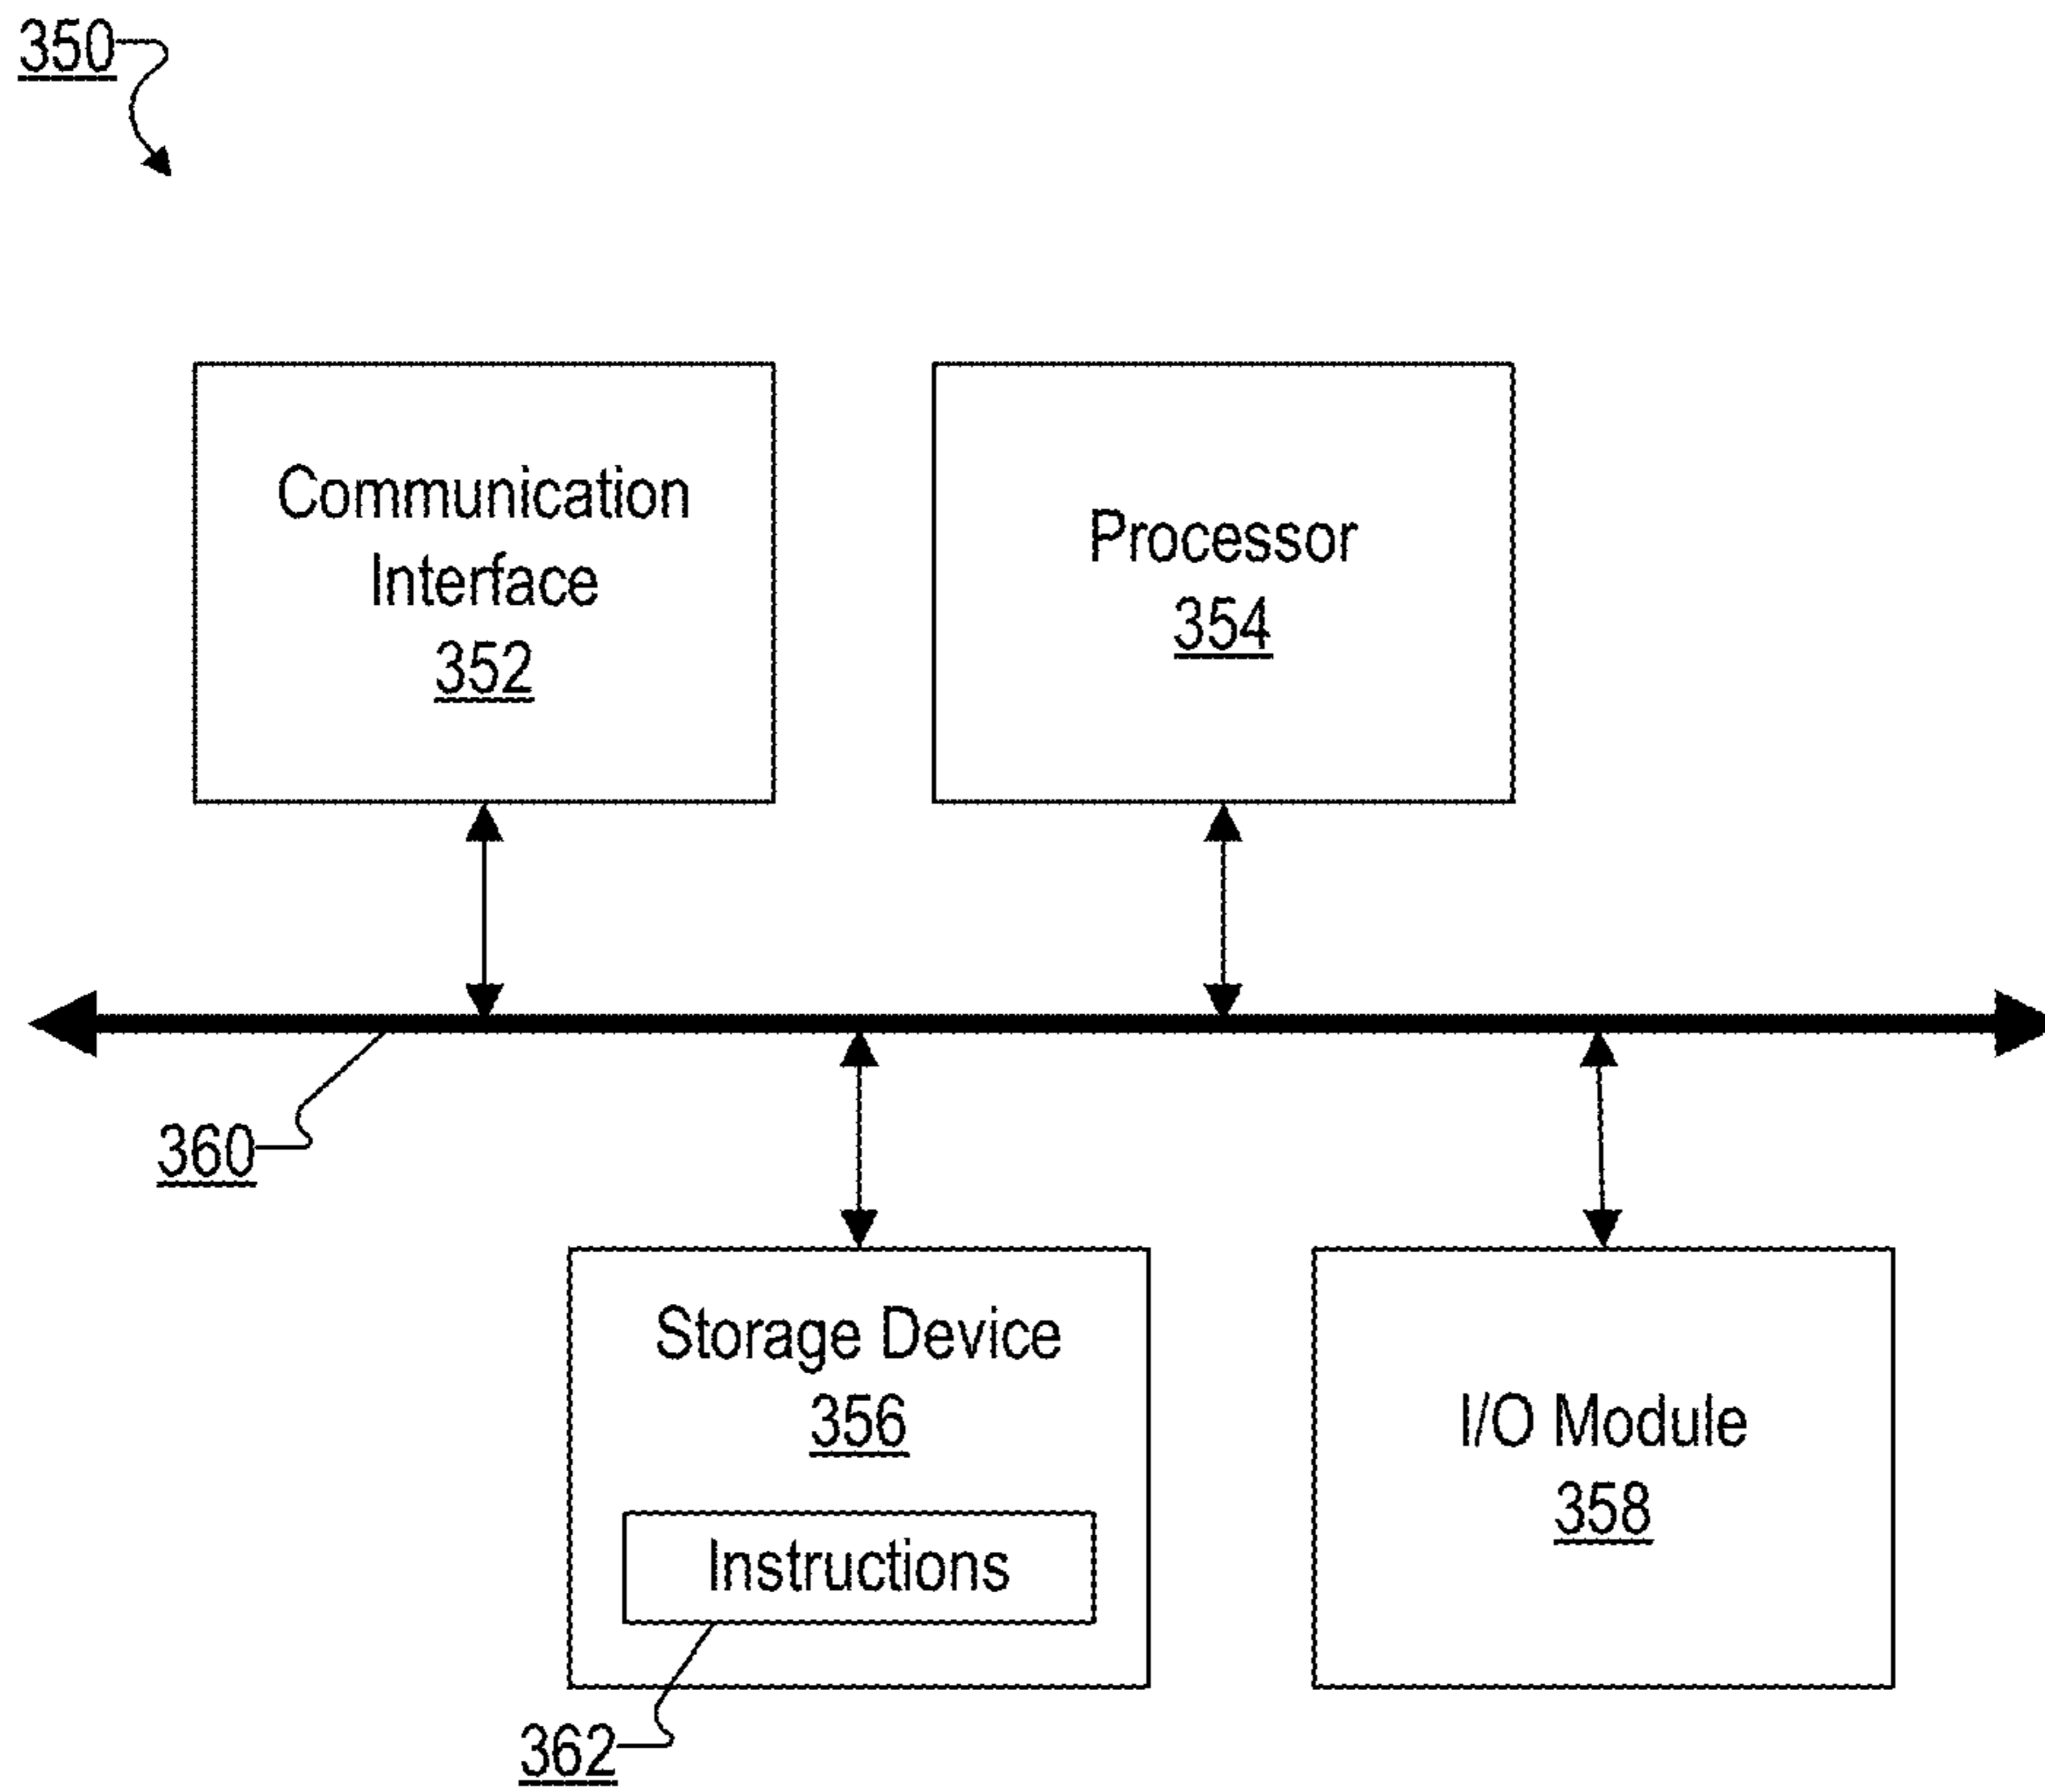 350
Communication
Interface
352
Processor
354
360
Storage Device
356
Instructions
362
I/O Module
358